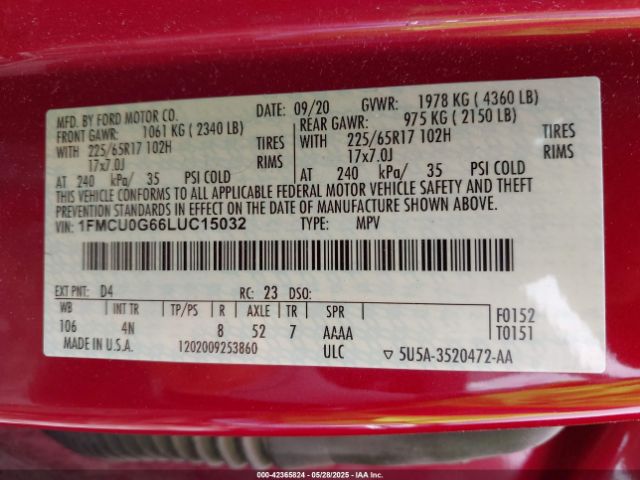 MFD. BY FORD MOTOR CO. DATE: 09/20 GVWR: 1978 KG ( 4360 LB)
FRONT GAWR: 1061 KG ( 2340 LB) REAR GAWR: 975 KG ( 2150 LB)
WITH 225/65R17 102H TIRES WITH 225/65R17 102H TIRES
17x7.0J RIMS 17x7.0J RIMS
AT 240 kPa/ 35 PSI COLD AT 240 kPa/ 35 PSI COLD
THIS VEHICLE CONFORMS TO ALL APPLICABLE FEDERAL MOTOR VEHICLE SAFETY AND THEFT
PREVENTION STANDARDS IN EFFECT ON THE DATE OF MANUFACTURE SHOWN ABOVE.
VIN: 1FMCU0G66LUC15032 TYPE: MPV
EXT PNT: D4 RC: 23 DSO:
WB INT TR TP/PS R AXLE TR SPR F0152
106 4N 8 52 7 AAAA T0151
MADE IN U.S.A. 1202009253860 ULC ▽ 5U5A-3520472-AA
000-42365824 | 05/28/2025 | IAA Inc.